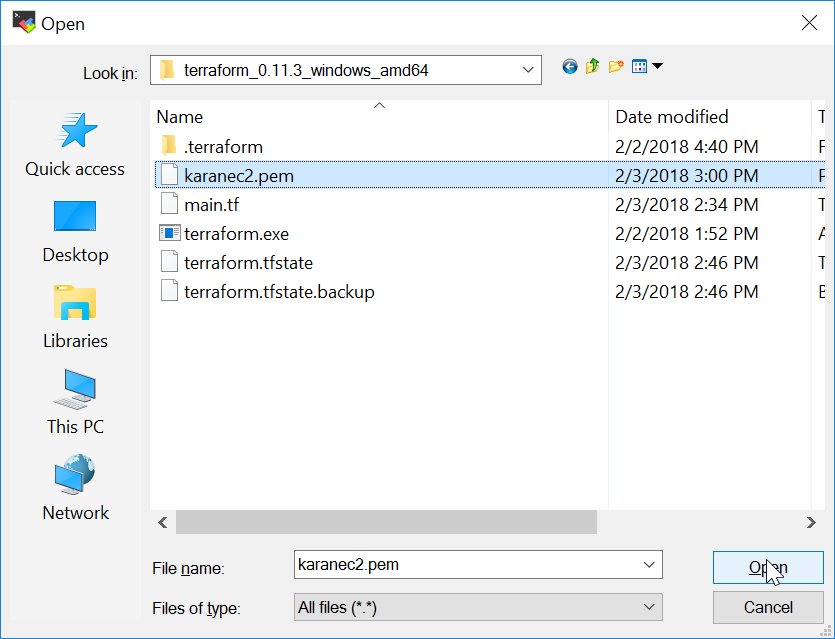 Open
Look in: terraform_0.11.3_windows_amd64
Name Date modified T
.terraform 2/2/2018 4:40 PM F
karanec2.pem 2/3/2018 3:00 PM P
main.tf 2/3/2018 2:34 PM T
terraform.exe 2/2/2018 1:52 PM A
terraform.tfstate 2/3/2018 2:46 PM T
terraform.tfstate.backup 2/3/2018 2:46 PM B
Quick access
Desktop
Libraries
This PC
Network
File name: karanec2.pem Open
Files of type: All files (*.*) Cancel